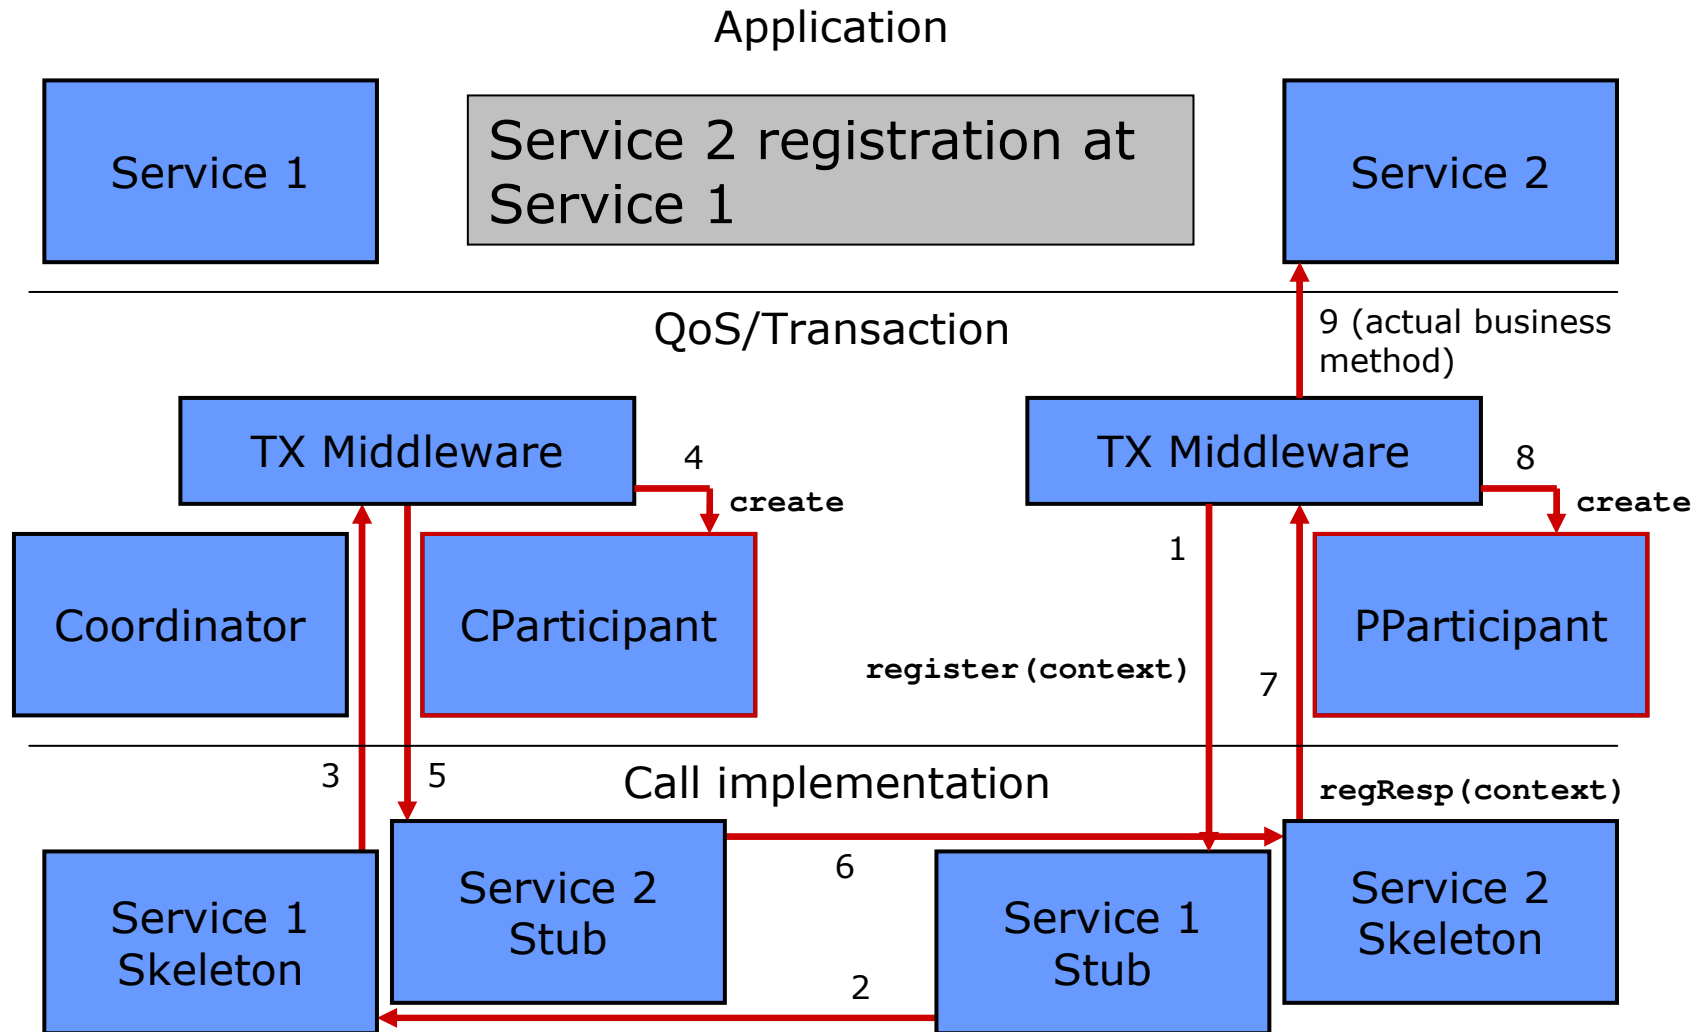 Application
Service 1
Service 2 registration at
Service 1
Service 2
QoS/Transaction
9 (actual business
method)
TX Middleware
4
create
TX Middleware
8
create
Coordinator
CParticipant
1
register(context)
7
PParticipant
3
5
Call implementation
regResp(context)
Service 1
Skeleton
Service 2
Stub
6
2
Service 1
Stub
Service 2
Skeleton